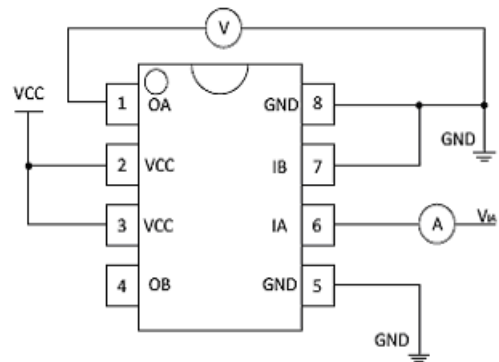 V
VCC
1 OA GND 8
GND
2 VCC IB 7
3 VCC IA 6 A VIA
4 OB GND 5
GND